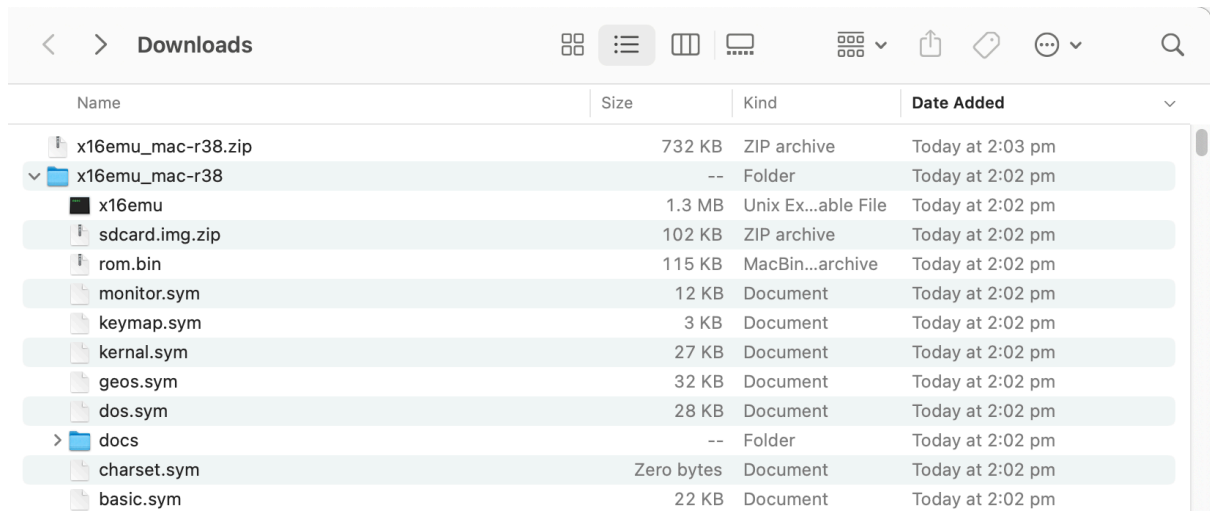 Downloads
Name Size Kind Date Added
x16emu_mac-r38.zip 732 KB ZIP archive Today at 2:03 pm
x16emu_mac-r38 -- Folder Today at 2:02 pm
x16emu 1.3 MB Unix Ex...able File Today at 2:02 pm
sdcard.img.zip 102 KB ZIP archive Today at 2:02 pm
rom.bin 115 KB MacBin...archive Today at 2:02 pm
monitor.sym 12 KB Document Today at 2:02 pm
keymap.sym 3 KB Document Today at 2:02 pm
kernal.sym 27 KB Document Today at 2:02 pm
geos.sym 32 KB Document Today at 2:02 pm
dos.sym 28 KB Document Today at 2:02 pm
docs -- Folder Today at 2:02 pm
charset.sym Zero bytes Document Today at 2:02 pm
basic.sym 22 KB Document Today at 2:02 pm